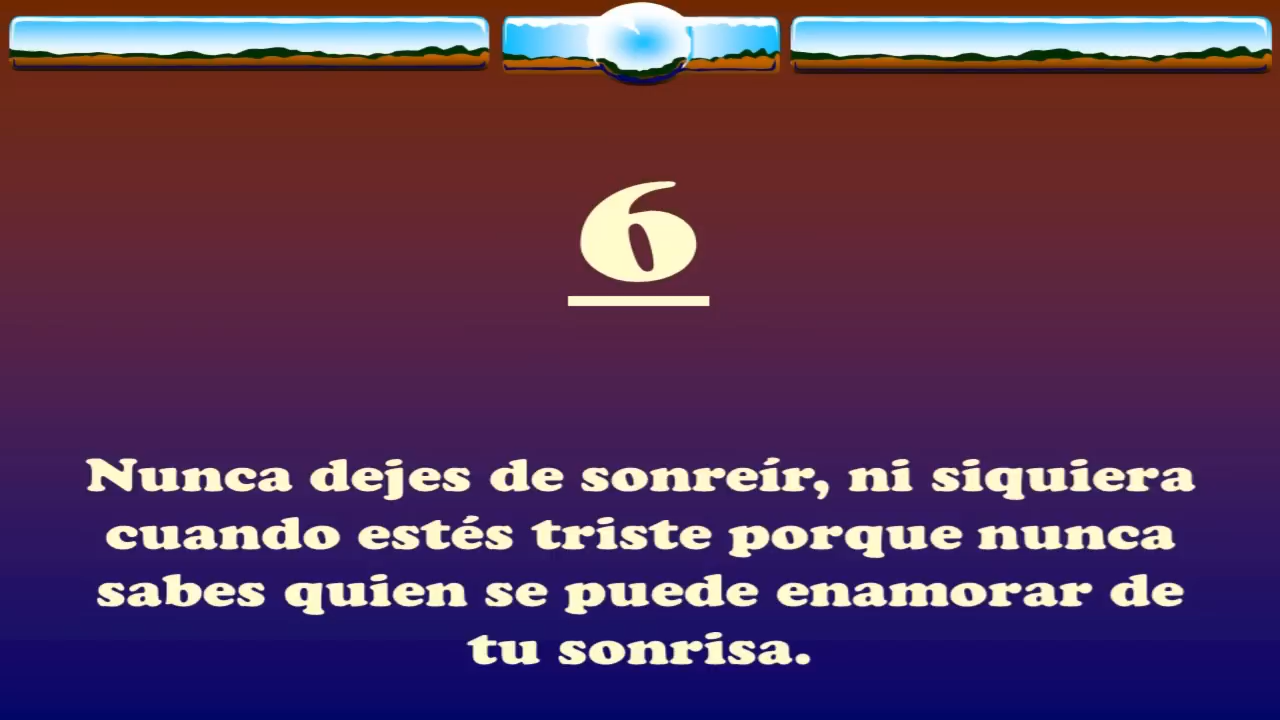 6
Nunca dejes de sonreír, ni siquiera
cuando estés triste porque nunca
sabes quien se puede enamorar de
tu sonrisa.